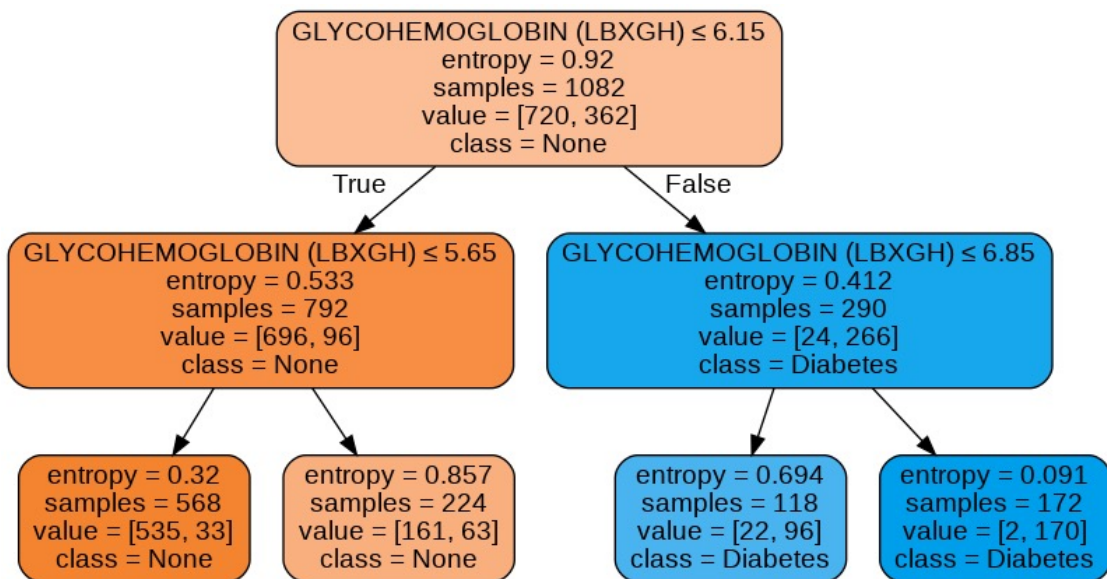 GLYCOHEMOGLOBIN (LBXGH) ≤ 6.15
entropy = 0.92
samples = 1082
value = [720, 362]
class = None
True
False
GLYCOHEMOGLOBIN (LBXGH) ≤ 5.65
entropy = 0.533
samples = 792
value = [696, 96]
class = None
GLYCOHEMOGLOBIN (LBXGH) ≤ 6.85
entropy = 0.412
samples = 290
value = [24, 266]
class = Diabetes
entropy = 0.32
samples = 568
value = [535, 33]
class = None
entropy = 0.857
samples = 224
value = [161, 63]
class = None
entropy = 0.694
samples = 118
value = [22, 96]
class = Diabetes
entropy = 0.091
samples = 172
value = [2, 170]
class = Diabetes